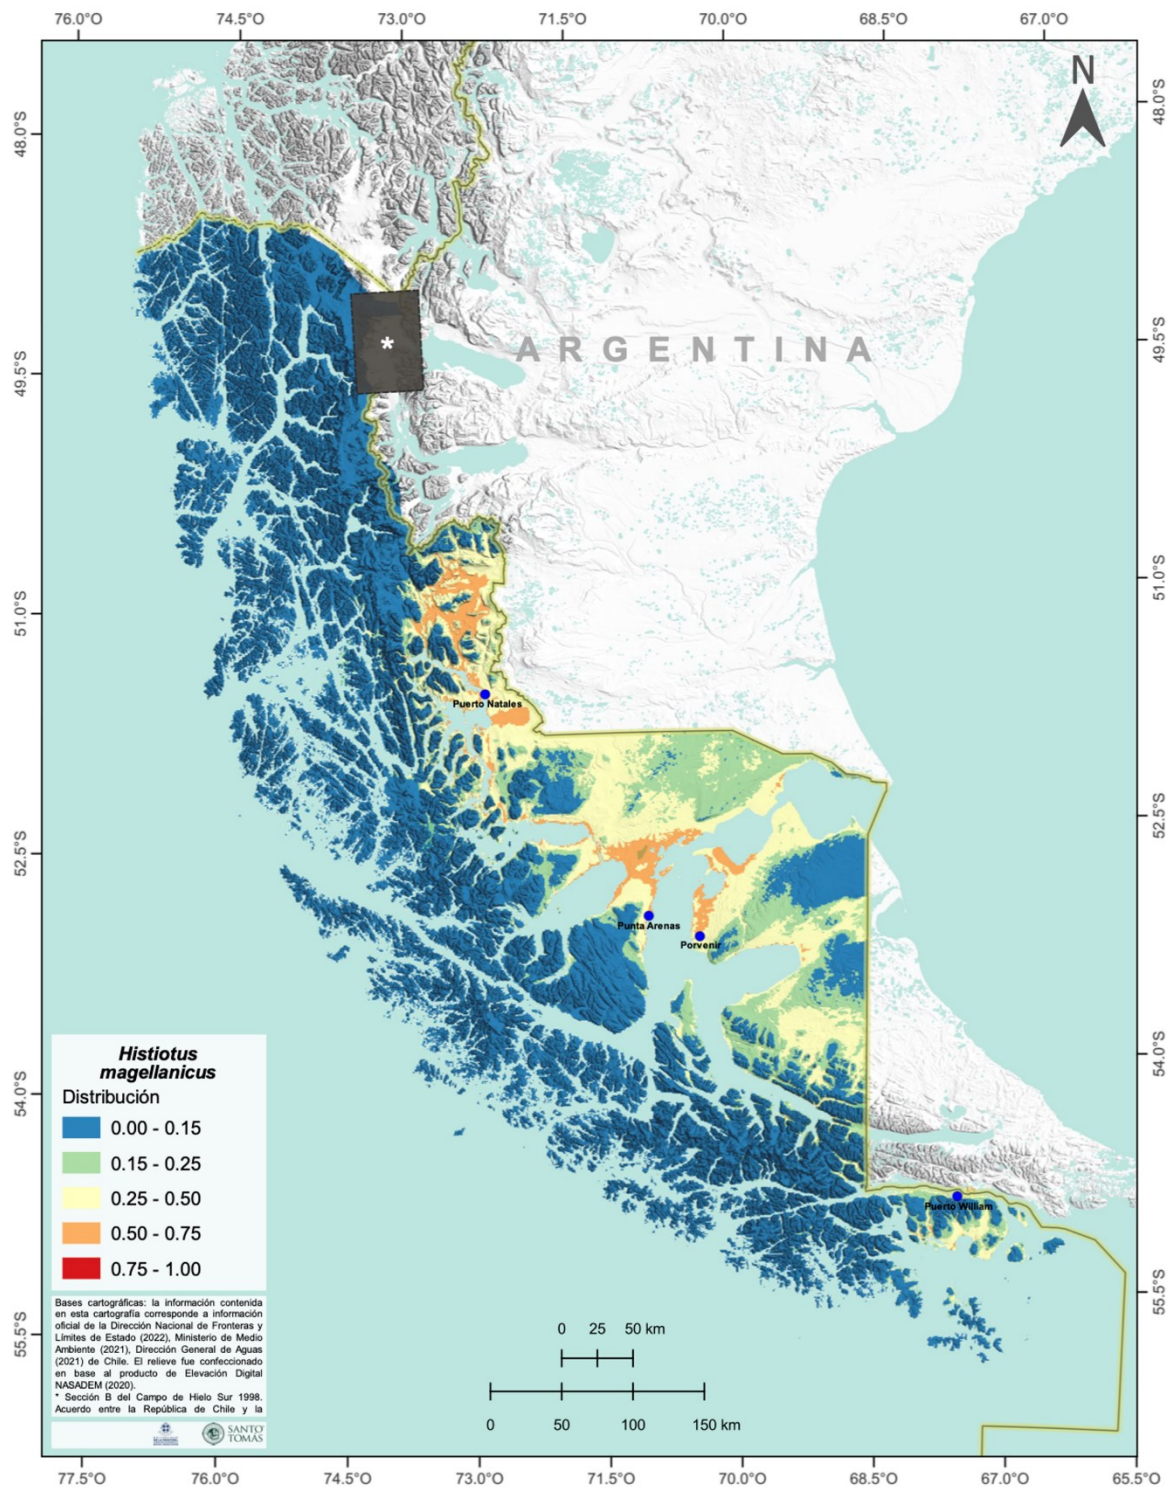 76.0°O 74.5°O 73.0°O 71.5°O 70.0°O 68.5°O 67.0°O
N
48.0°S
48.0°S
*
ARGENTINA
49.5°S
49.5°S
51.0°S
51.0°S
Puerto Natales
52.5°S
52.5°S
Punta Arenas
Porvenir
54.0°S
54.0°S
Puerto William
55.5°S
55.5°S
Histiotus
magellanicus
Distribución
0.00 - 0.15
0.15 - 0.25
0.25 - 0.50
0.50 - 0.75
0.75 - 1.00
Bases cartográficas: la información contenida
en esta cartografía corresponde a información
oficial de la Dirección Nacional de Fronteras y
Límites de Estado (2022), Ministerio de Medio
Ambiente (2021), Dirección General de Aguas
(2021) de Chile. El relieve fue confeccionado
en base al producto de Elevación Digital
NASADEM (2020).
* Sección B del Campo de Hielo Sur 1998.
Acuerdo entre la República de Chile y la
SANTO
TOMÁS
0 25 50 km
0 50 100 150 km
77.5°O 76.0°O 74.5°O 73.0°O 71.5°O 70.0°O 68.5°O 67.0°O 65.5°O